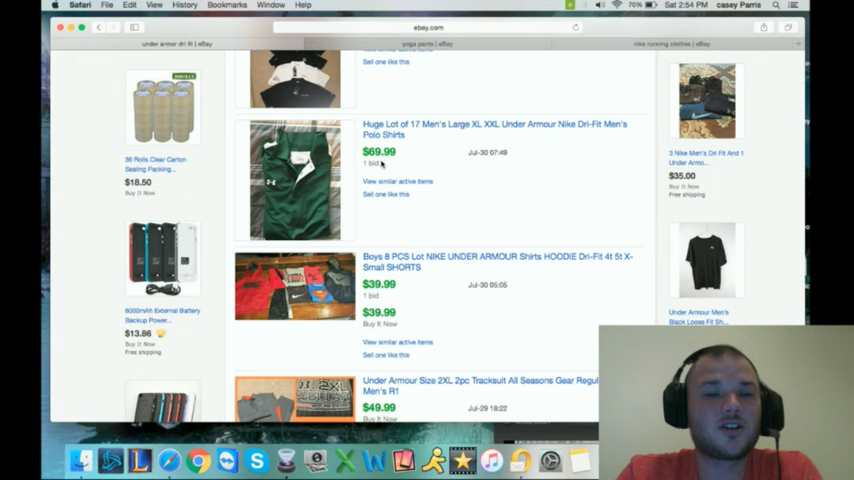 Safari File Edit View History Bookmarks Window Help
70% Sat 2:54 PM casey Parris
ebay.com
under armor dri fit | eBay
yoga pants | eBay
nike running clothes | eBay
Sell one like this
36 Rolls Clear Carton
Sealing Packing...
$18.50
Buy It Now
6000mAh External Battery
Backup Power...
$13.86
Buy It Now
Free shipping
Huge Lot of 17 Men's Large XL XXL Under Armour Nike Dri-Fit Men's
Polo Shirts
$69.99
Jul-30 07:49
1 bid
View similar active items
Sell one like this
Boys 8 PCS Lot NIKE UNDER ARMOUR Shirts HOODIE Dri-Fit 4t 5t X-
Small SHORTS
$39.99
Jul-30 05:05
1 bid
$39.99
Buy It Now
View similar active items
Sell one like this
2XL
Under Armour Size 2XL 2pc Tracksuit All Seasons Gear Regul
Men's R1
$49.99
Jul-29 18:22
Buy It Now
3 Nike Men's Dri Fit And 1
Under Armo...
$35.00
Buy It Now
Free shipping
Under Armour Men's
Black Loose Fit Sh...